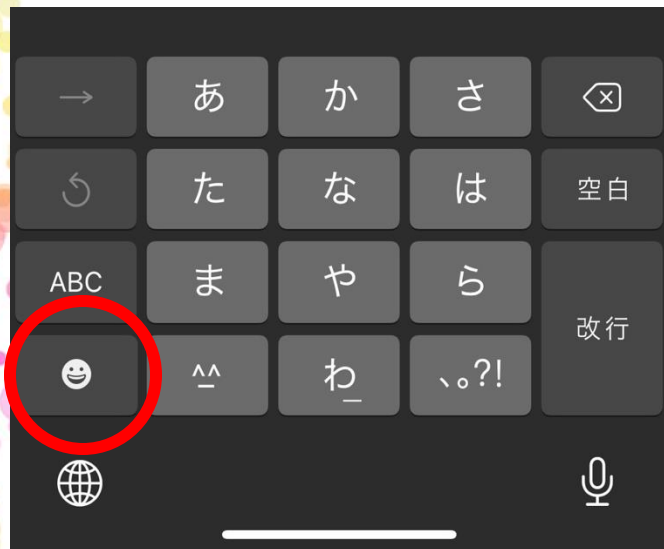 → あ か さ
た な は 空白
ABC ま や ら
改行
^^ わ_ 、。?!